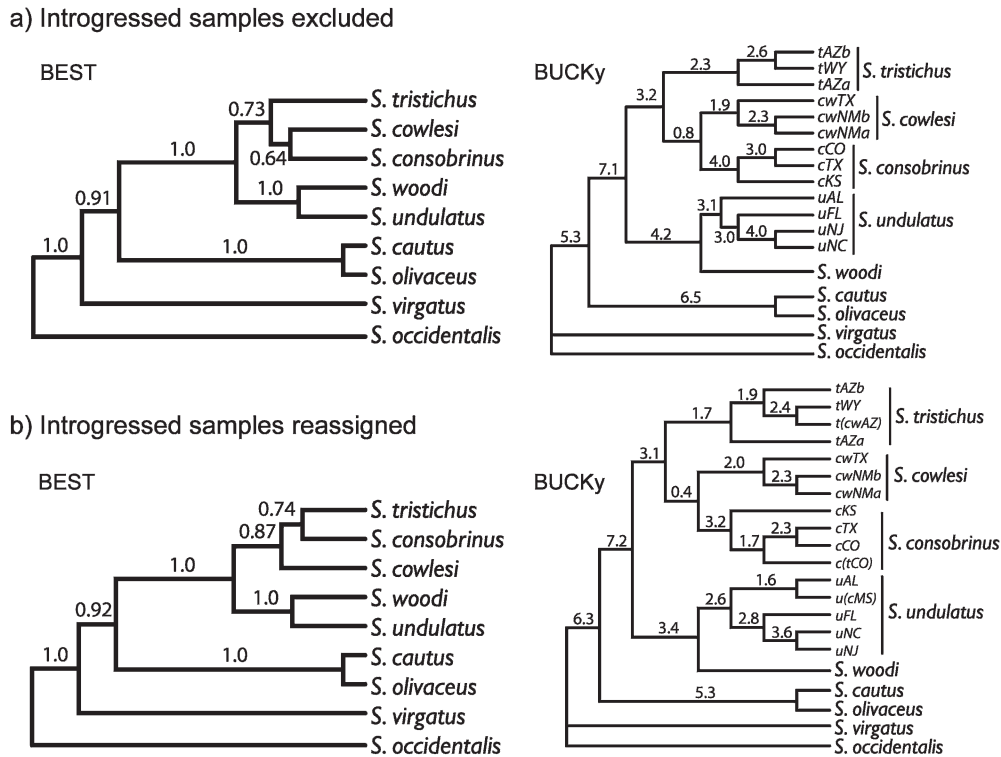 a) Introgressed samples excluded
BEST
0.73
S. tristichus
S. cowlesi
0.64
S. consobrinus
1.0
1.0
S. woodi
S. undulatus
0.91
1.0
S. cautus
S. olivaceus
1.0
S. virgatus
S. occidentalis
BUCKy
2.6
tAZb
2.3
tWY
S. tristichus
tAZa
3.2
1.9
cwTX
2.3
cwNMb
S. cowlesi
cwNMa
0.8
3.0
cCO
4.0
cTX
S. consobrinus
cKS
7.1
3.1
uAL
uFL
S. undulatus
4.2
3.0
4.0
uNJ
uNC
5.3
S. woodi
6.5
S. cautus
S. olivaceus
S. virgatus
S. occidentalis
b) Introgressed samples reassigned
BEST
0.74
S. tristichus
0.87
S. consobrinus
S. cowlesi
1.0
1.0
S. woodi
S. undulatus
0.92
1.0
S. cautus
S. olivaceus
1.0
S. virgatus
S. occidentalis
BUCKy
1.9
tAZb
1.7
2.4
tWY
S. tristichus
t(cwAZ)
tAZa
3.1
2.0
cwTX
2.3
cwNMb
S. cowlesi
cwNMa
0.4
3.2
cKS
2.3
cTX
S. consobrinus
1.7
cCO
c(tCO)
7.2
1.6
uAL
2.6
u(cMS)
S. undulatus
2.8
uFL
3.4
3.6
uNC
uNJ
6.3
S. woodi
5.3
S. cautus
S. olivaceus
S. virgatus
S. occidentalis